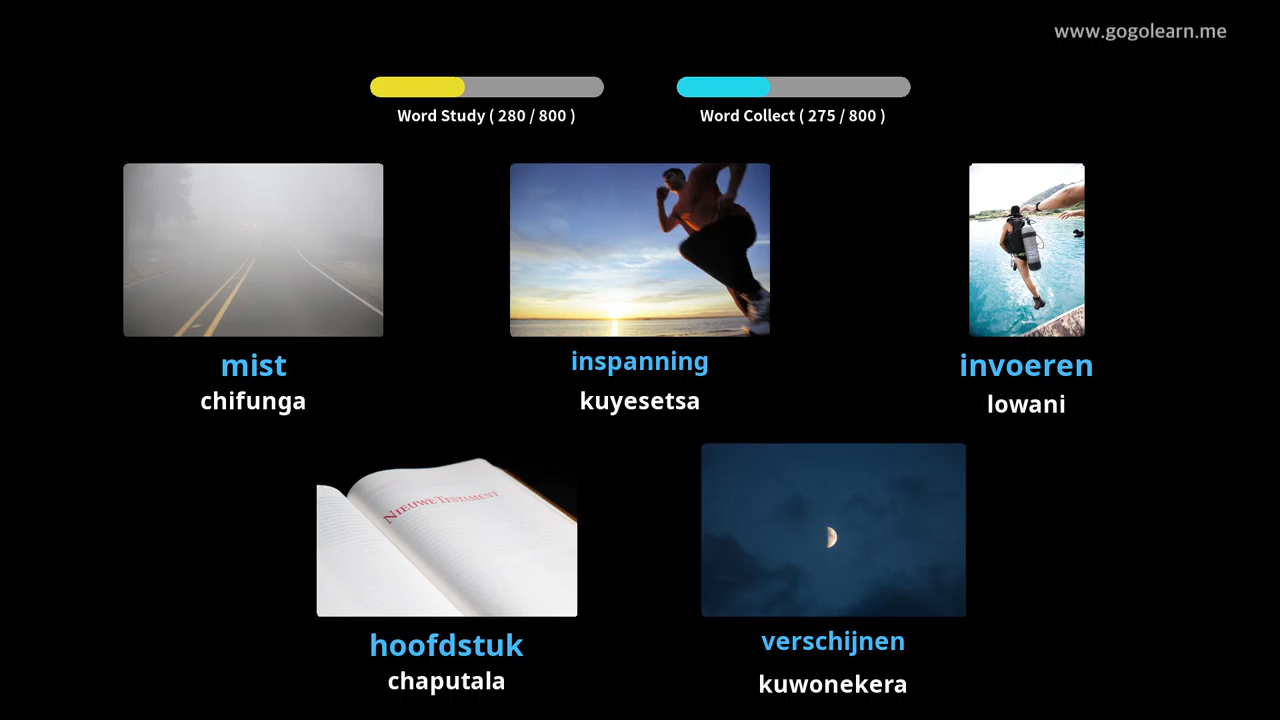 www.gogolearn.me
Word Study ( 280 / 800 )
Word Collect ( 275 / 800 )
mist
chifunga
inspanning
kuyesetsa
invoeren
lowani
NIEUWE TESTAMENT
hoofdstuk
chaputala
verschijnen
kuwonekera